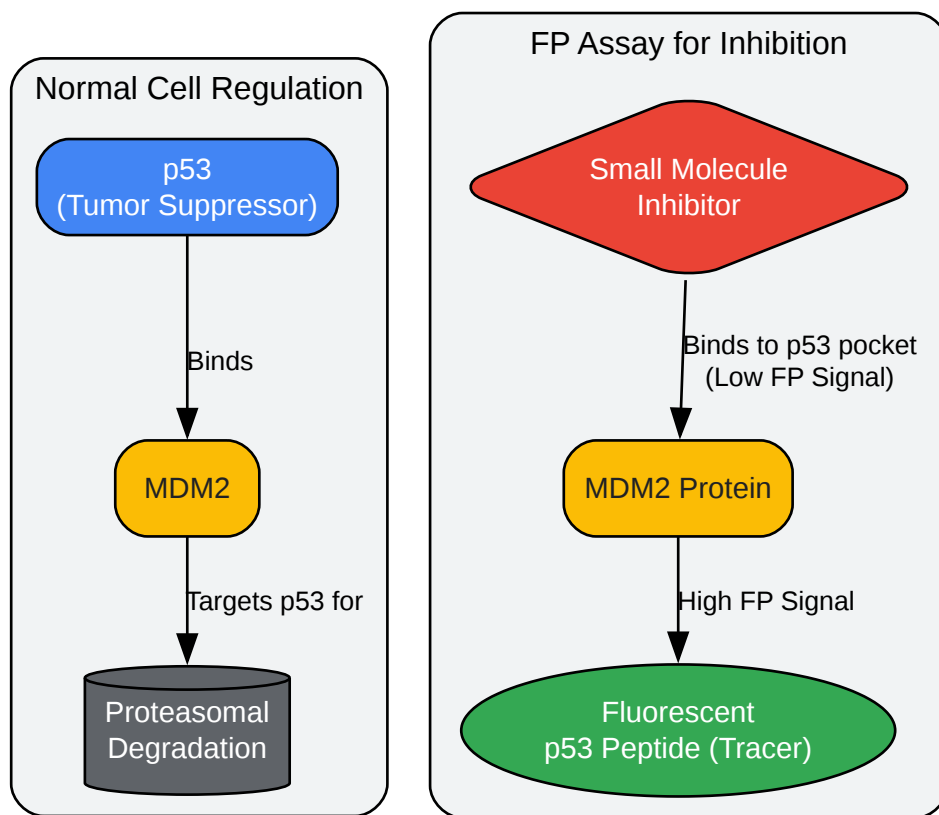 Normal Cell Regulation
p53
(Tumor Suppressor)
Binds
MDM2
Targets p53 for
Proteasomal
Degradation
FP Assay for Inhibition
Small Molecule
Inhibitor
Binds to p53 pocket
(Low FP Signal)
MDM2 Protein
High FP Signal
Fluorescent
p53 Peptide (Tracer)